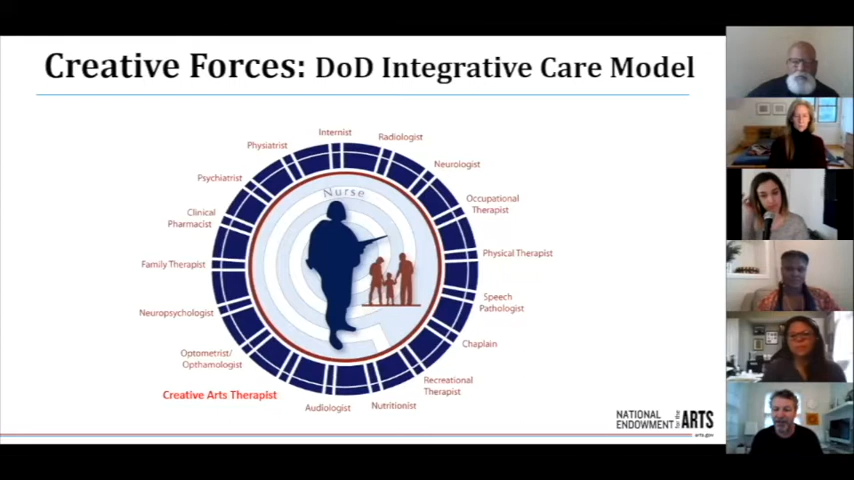 Creative Forces: DoD Integrative Care Model
Internist
Radiologist
Physiatrist
Neurologist
Psychiatrist
Nurse
Occupational
Therapist
Clinical
Pharmacist
Physical Therapist
Family Therapist
Speech
Pathologist
Neuropsychologist
Chaplain
Optometrist/
Opthamologist
Recreational
Therapist
Creative Arts Therapist
Nutritionist
Audiologist
NATIONAL
ENDOWMENT for the ARTS
arts.gov